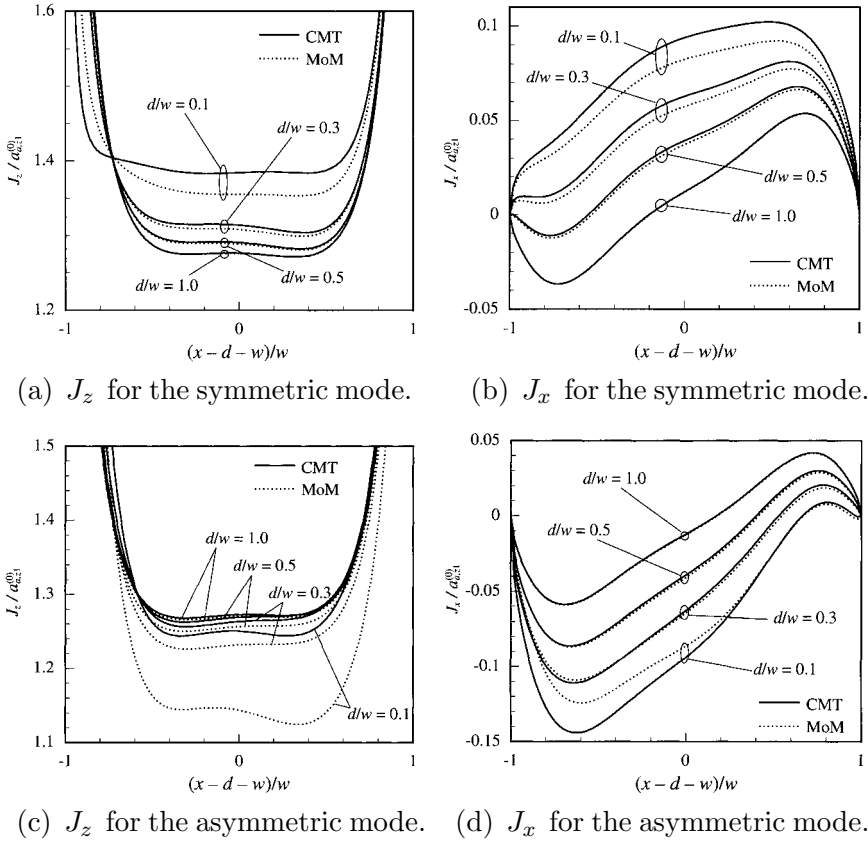 1.6
CMT
MoM
d/w = 0.1
d/w = 0.3
1.4
J_z / a^{(0)}_{a,z1}
d/w = 0.5
d/w = 1.0
1.2
-1
0
1
(x – d – w)/w
(a) J_z for the symmetric mode.
0.1
d/w = 0.1
d/w = 0.3
0.05
J_x / a^{(0)}_{a,z1}
d/w = 0.5
d/w = 1.0
0
CMT
MoM
-0.05
-1
0
1
(x – d – w)/w
(b) J_x for the symmetric mode.
1.5
CMT
MoM
1.4
d/w = 1.0
d/w = 0.5
d/w = 0.3
1.3
J_z / a^{(0)}_{a,z1}
1.2
d/w = 0.1
1.1
-1
0
1
(x – d – w)/w
(c) J_z for the asymmetric mode.
0.05
d/w = 1.0
0
d/w = 0.5
J_x / a^{(0)}_{a,z1}
-0.05
d/w = 0.3
-0.1
d/w = 0.1
CMT
MoM
-0.15
-1
0
1
(x – d – w)/w
(d) J_x for the asymmetric mode.